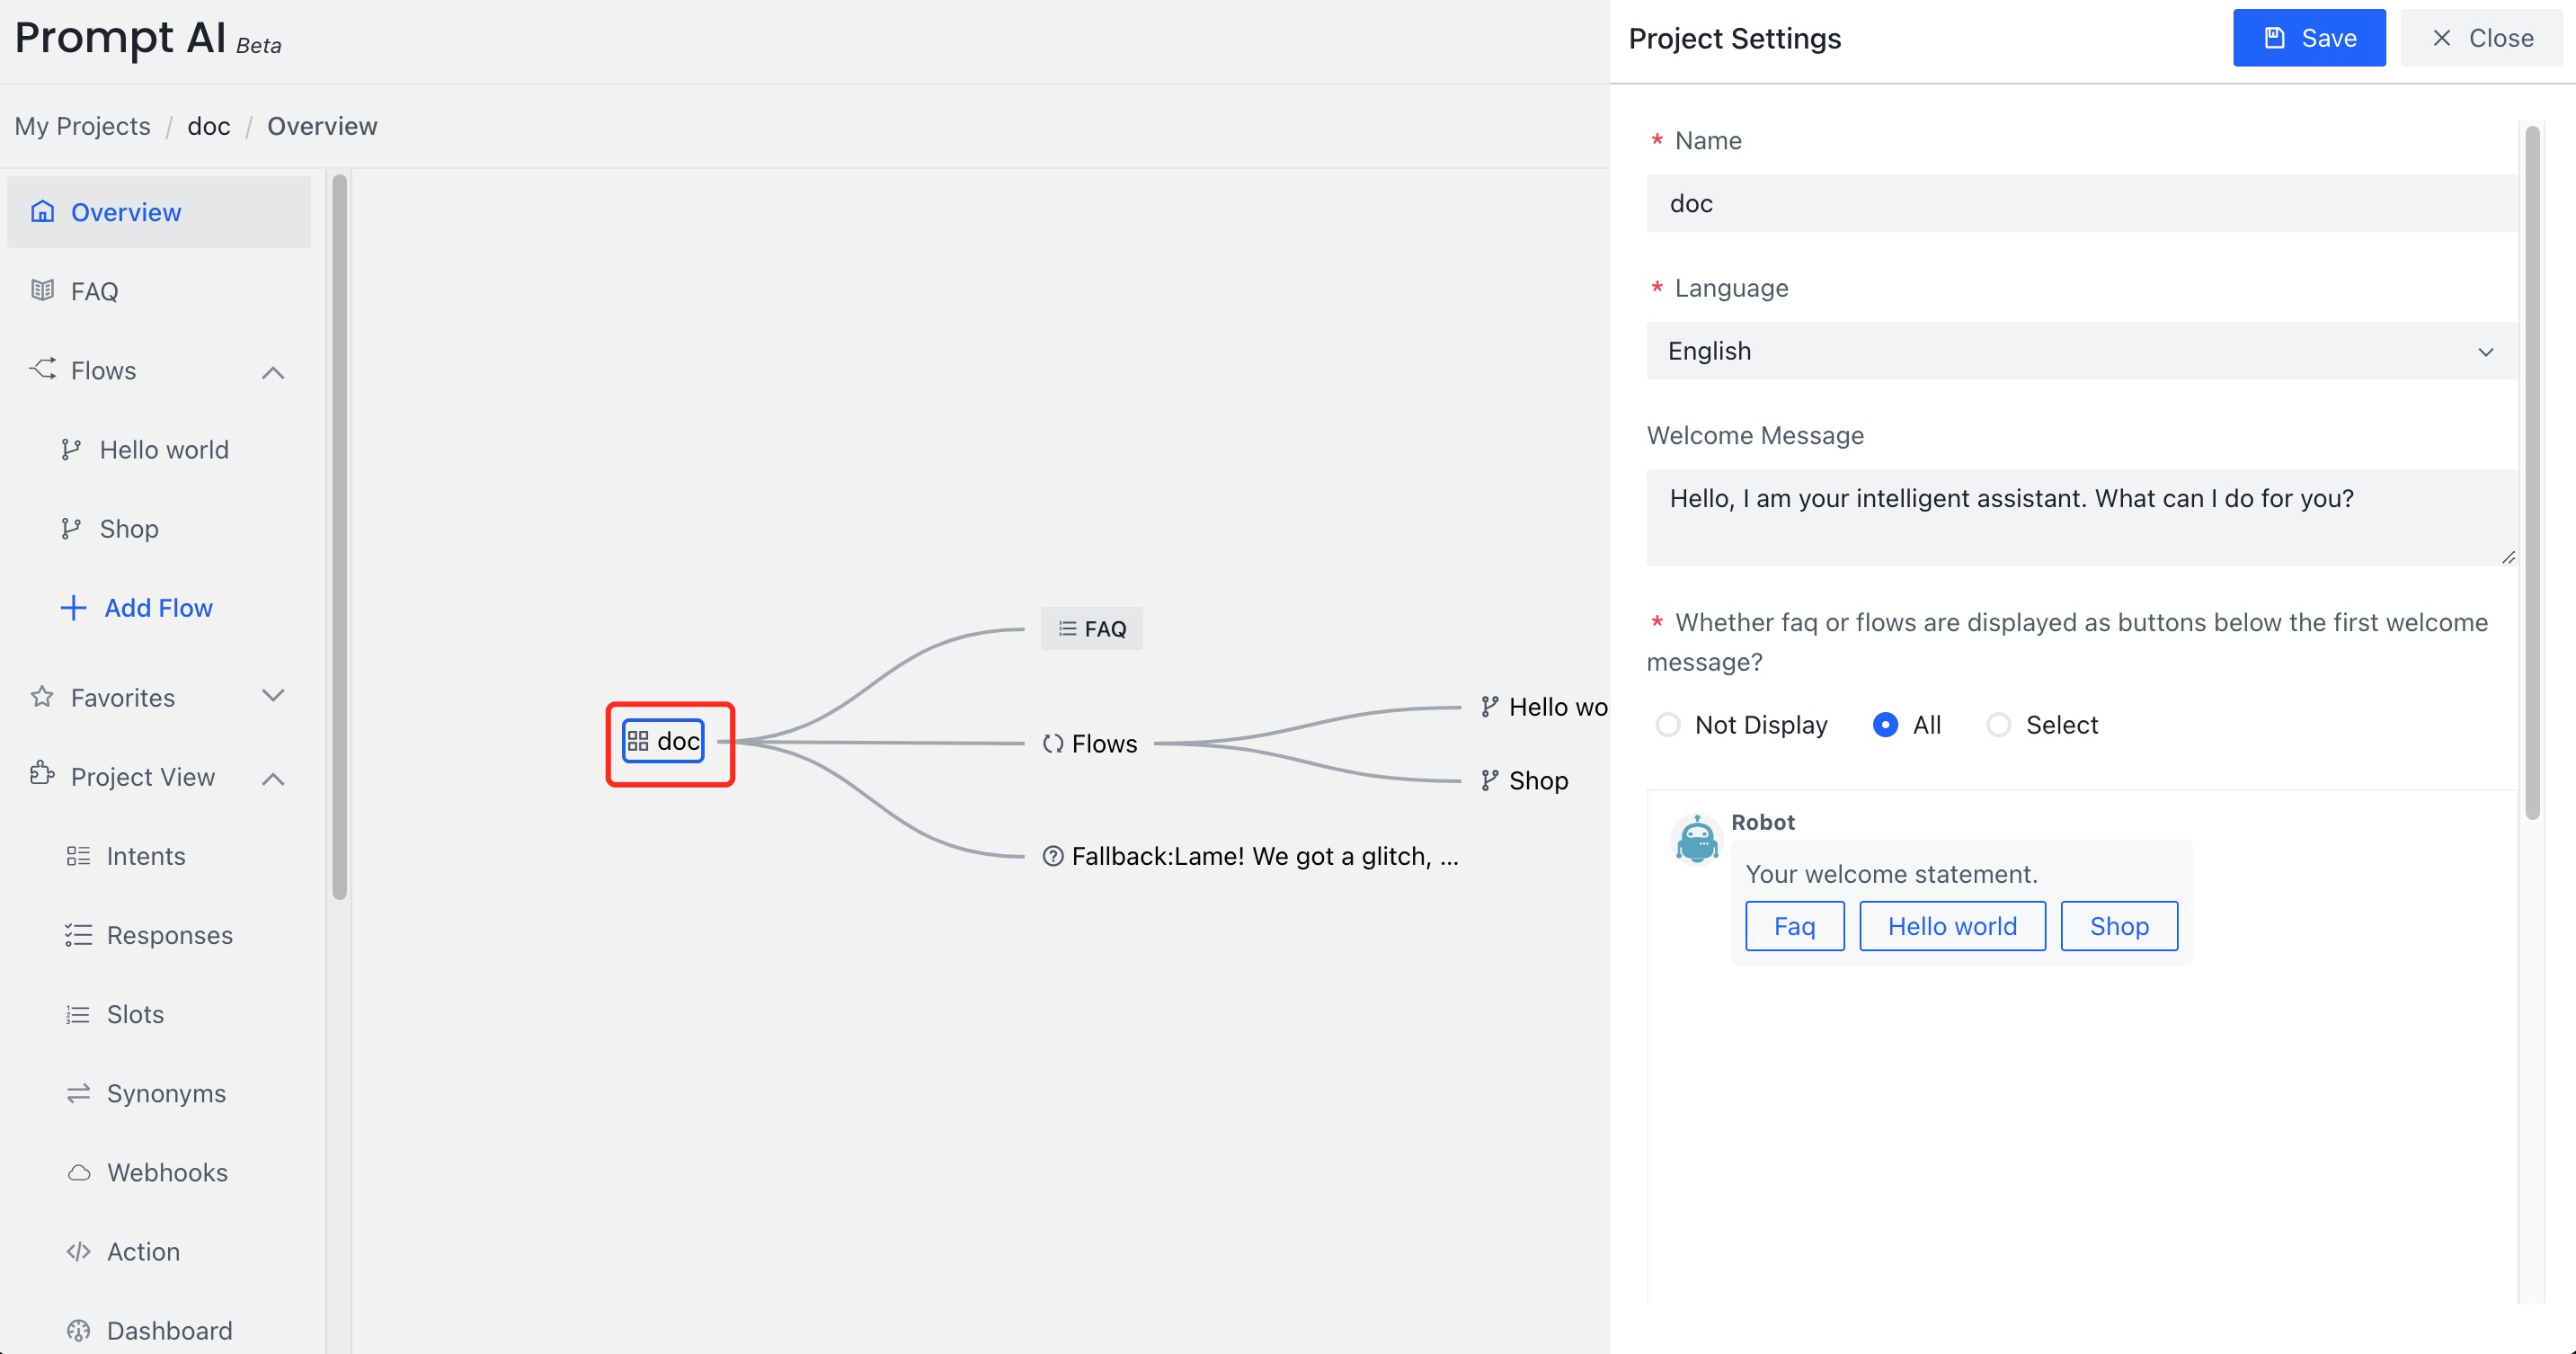 Prompt AI Beta
Project Settings
Save
Close
My Projects / doc / Overview
Overview
FAQ
Flows
Hello world
Shop
Add Flow
Favorites
Project View
Intents
Responses
Slots
Synonyms
Webhooks
Action
Dashboard
doc
FAQ
Flows
Hello wo
Shop
Fallback:Lame! We got a glitch, ...
* Name
doc
* Language
English
Welcome Message
Hello, I am your intelligent assistant. What can I do for you?
* Whether faq or flows are displayed as buttons below the first welcome
message?
Not Display
All
Select
Robot
Your welcome statement.
Faq
Hello world
Shop